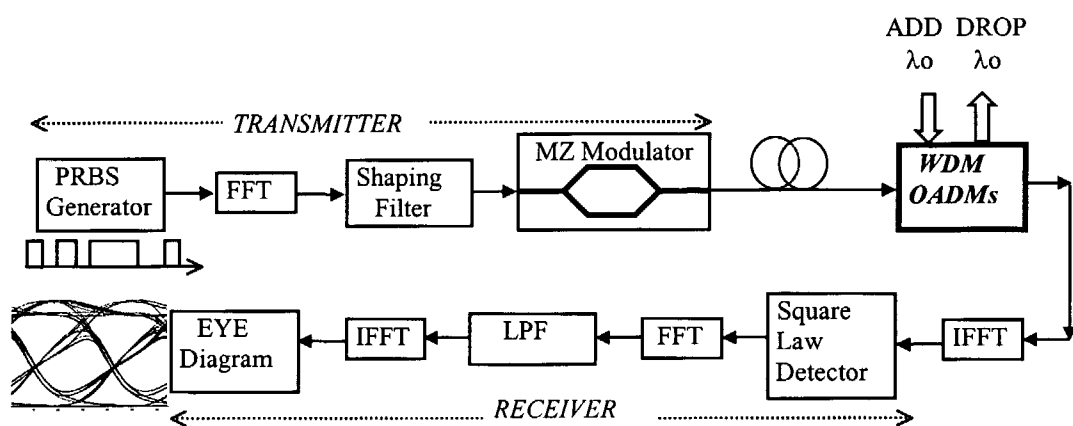 ADD DROP
λo λo
TRANSMITTER
PRBS
Generator
FFT
Shaping
Filter
MZ Modulator
WDM
OADMs
EYE
Diagram
IFFT
LPF
FFT
Square
Law
Detector
IFFT
RECEIVER